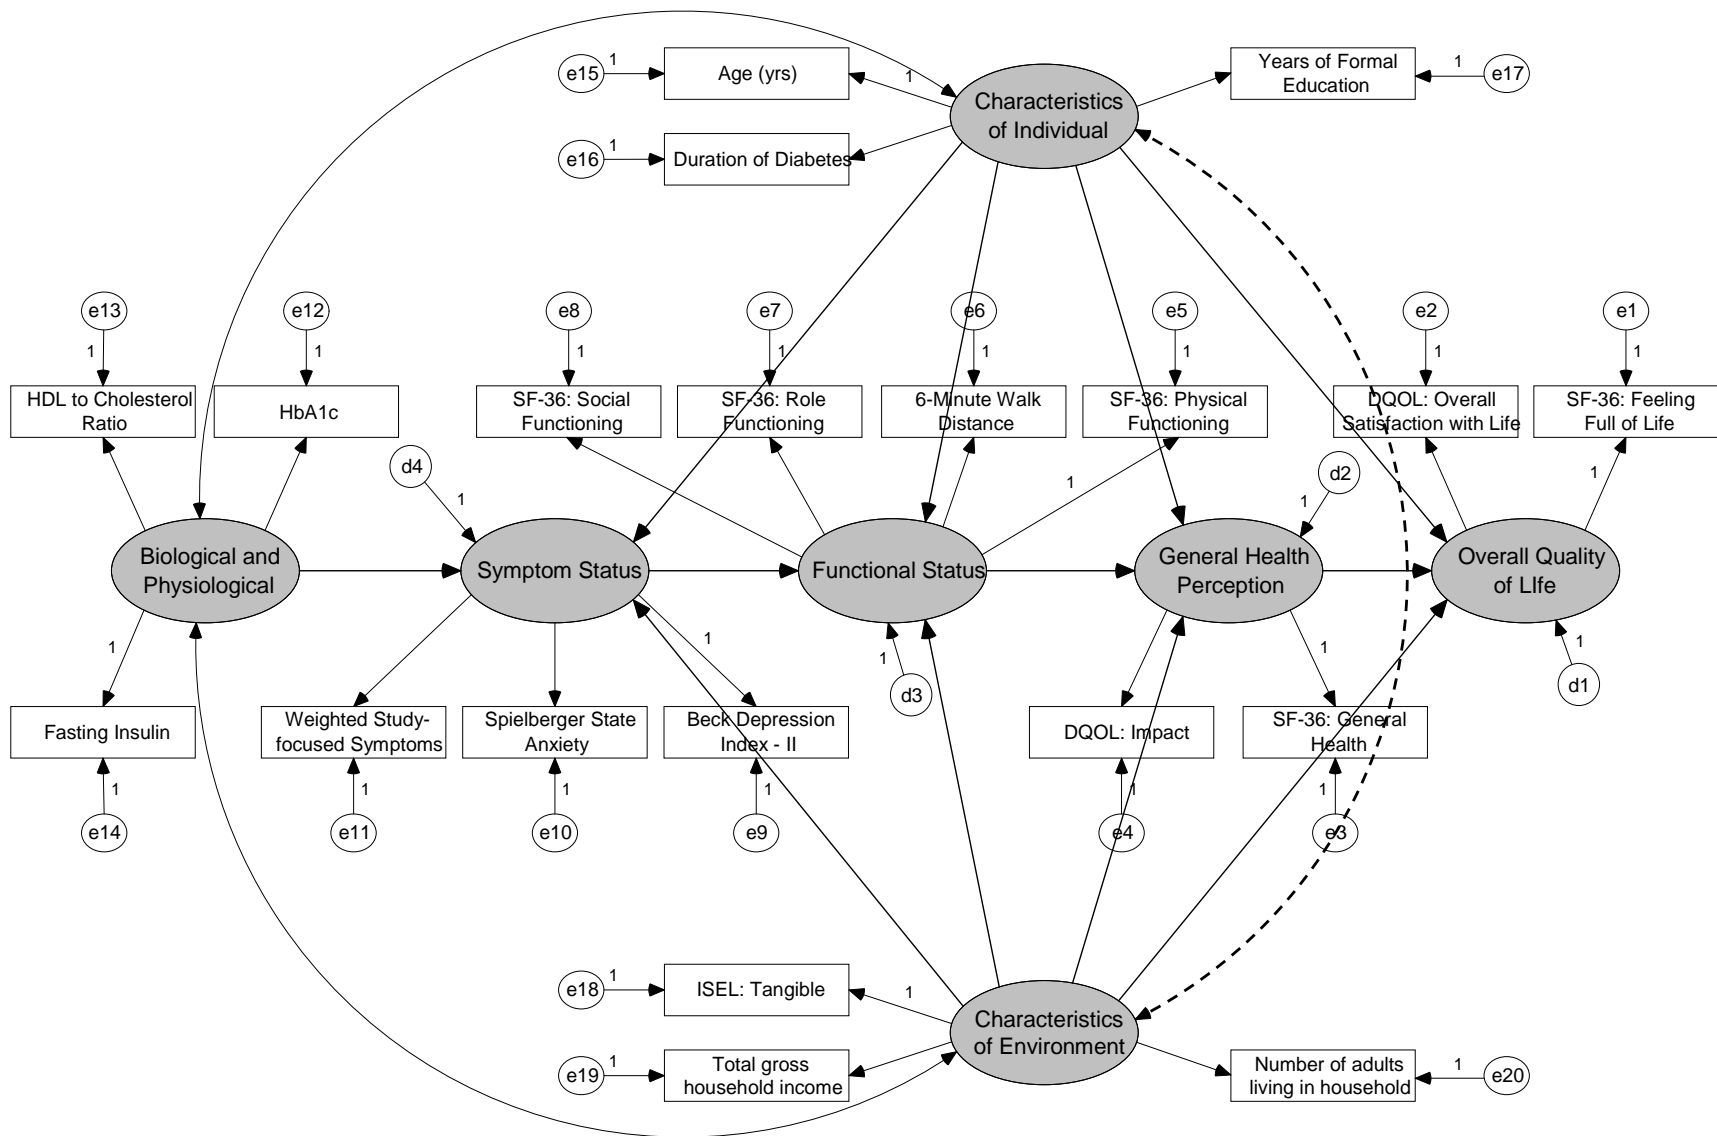 e15
1
Age (yrs)
1
Characteristics
of Individual
Years of Formal
Education
1
e17
e16
1
Duration of Diabetes
e13
1
HDL to Cholesterol
Ratio
e12
1
HbA1c
e8
1
SF-36: Social
Functioning
e7
1
SF-36: Role
Functioning
e6
1
6-Minute Walk
Distance
e5
1
SF-36: Physical
Functioning
e2
1
DQOL: Overall
Satisfaction with Life
e1
1
SF-36: Feeling
Full of Life
d4
1
1
d2
1
1
Biological and
Physiological
Symptom Status
Functional Status
General Health
Perception
Overall Quality
of LIfe
1
1
1
d3
1
1
d1
Fasting Insulin
Weighted Study-
focused Symptoms
Spielberger State
Anxiety
Beck Depression
Index - II
DQOL: Impact
SF-36: General
Health
1
e14
1
e11
1
e10
1
e9
1
e4
1
e3
e18
1
ISEL: Tangible
1
Characteristics
of Environment
e19
1
Total gross
household income
Number of adults
living in household
1
e20